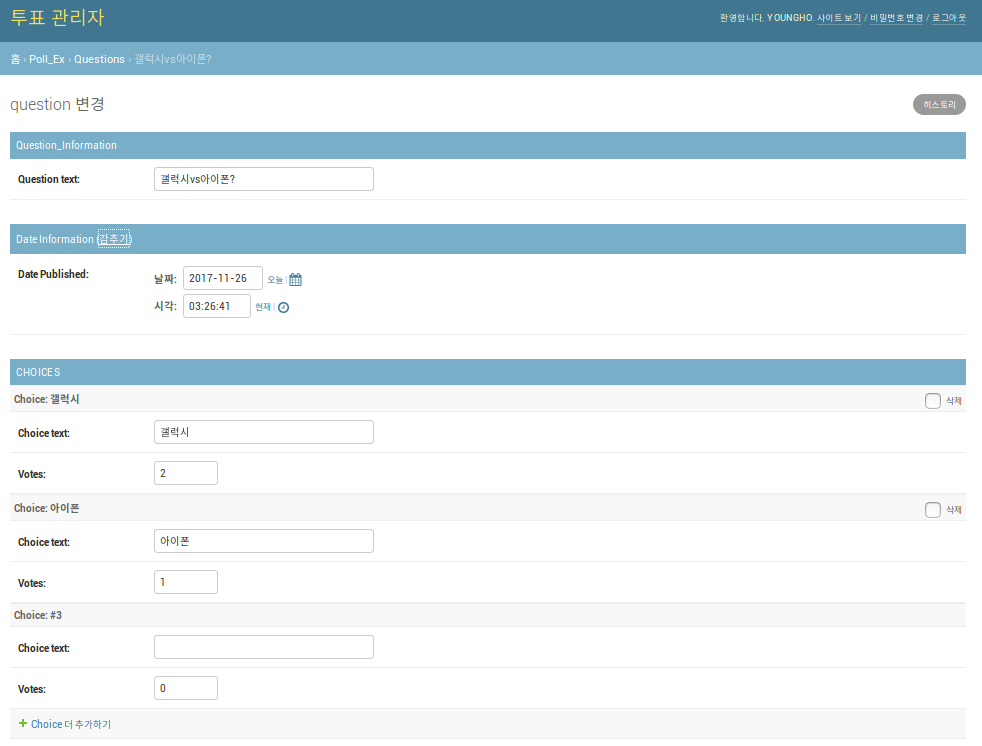 투표 관리자
환영합니다, YOUNGHO. 사이트 보기 / 비밀번호 변경 / 로그아웃
홈 › Poll_Ex › Questions › 갤럭시vs아이폰?
question 변경
히스토리
Question_Information
Question text: 갤럭시vs아이폰?
Date Information (감추기)
Date Published:
날짜: 2017-11-26 오늘 |
시각: 03:26:41 현재 |
CHOICES
Choice: 갤럭시 삭제
Choice text: 갤럭시
Votes: 2
Choice: 아이폰 삭제
Choice text: 아이폰
Votes: 1
Choice: #3
Choice text:
Votes: 0
+ Choice 더 추가하기